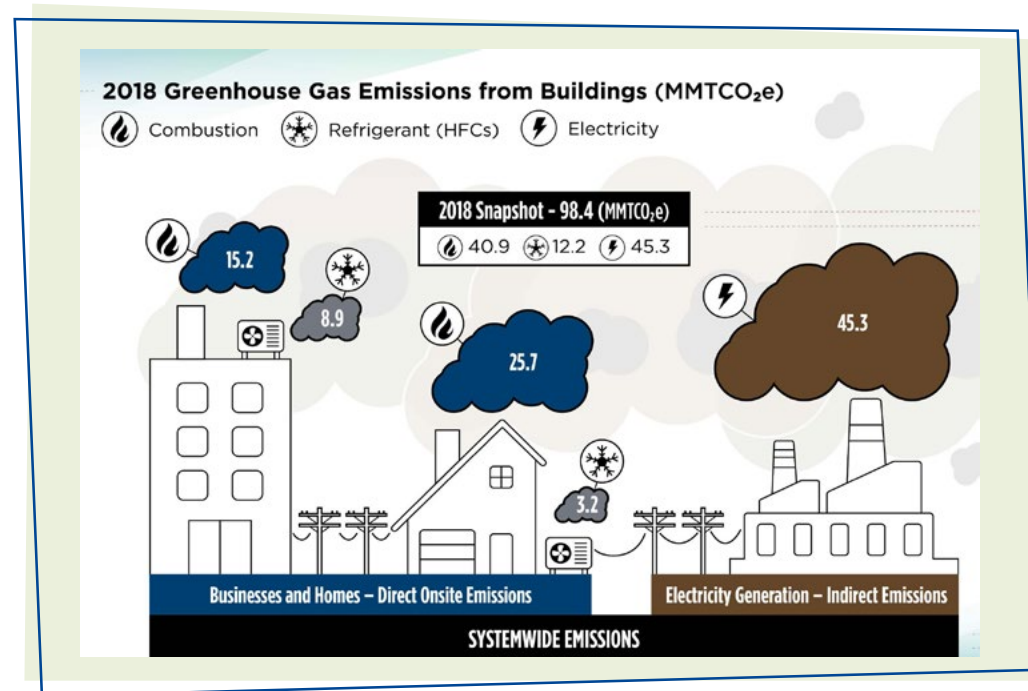 2018 Greenhouse Gas Emissions from Buildings (MMTCO₂e)
Combustion Refrigerant (HFCs) Electricity
2018 Snapshot - 98.4 (MMTCO₂e)
40.9 12.2 45.3
15.2
8.9
25.7
45.3
3.2
Businesses and Homes – Direct Onsite Emissions
Electricity Generation – Indirect Emissions
SYSTEMWIDE EMISSIONS